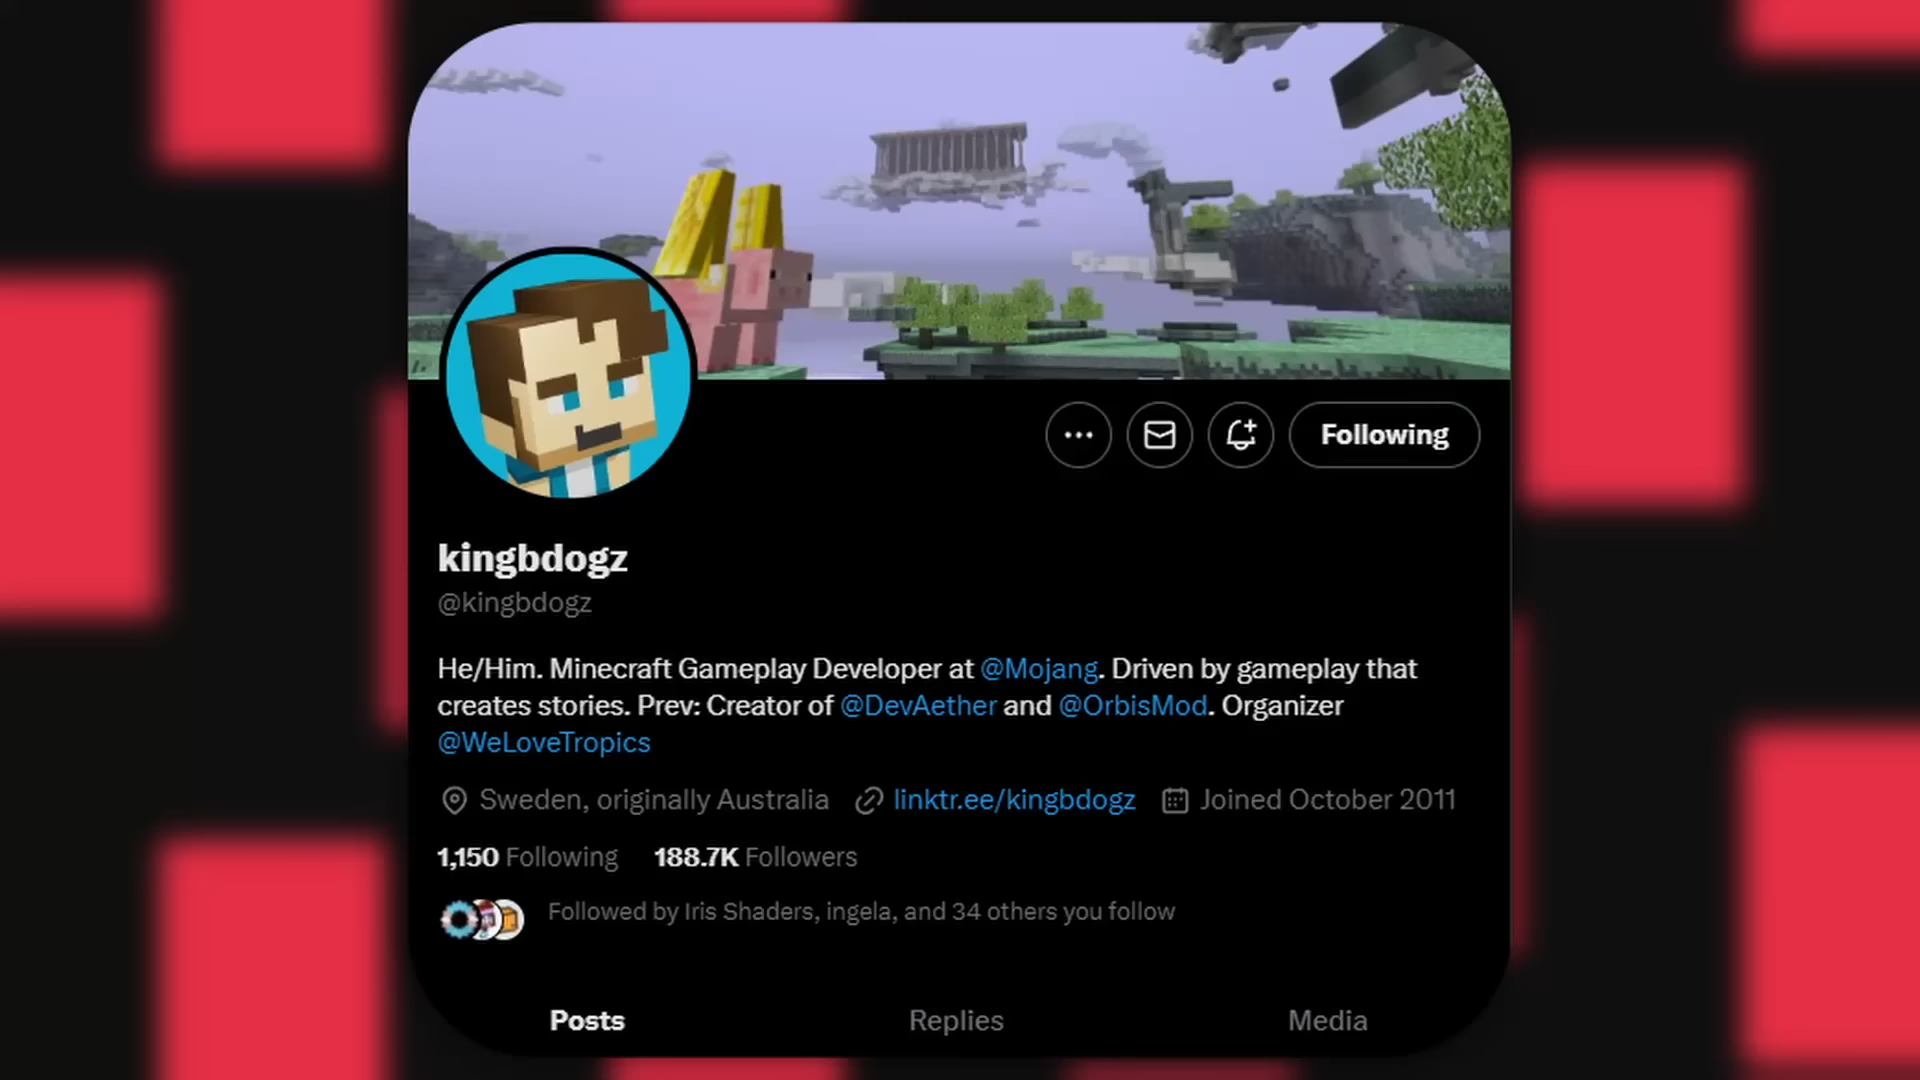 Following
kingbdogz
@kingbdogz
He/Him. Minecraft Gameplay Developer at @Mojang. Driven by gameplay that
creates stories. Prev: Creator of @DevAether and @OrbisMod. Organizer
@WeLoveTropics
Sweden, originally Australia linktr.ee/kingbdogz Joined October 2011
1,150 Following 188.7K Followers
Followed by Iris Shaders, ingela, and 34 others you follow
Posts Replies Media